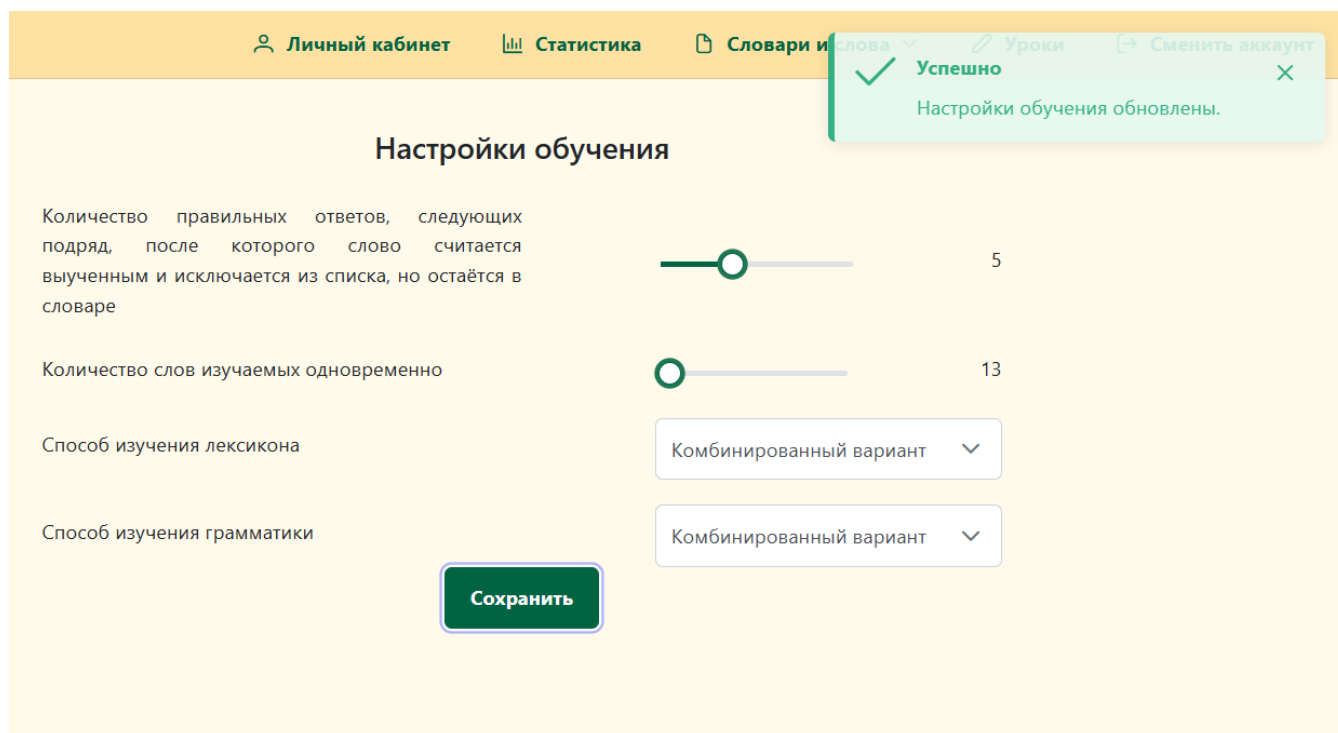 Личный кабинет Статистика Словари и слова Уроки Сменить аккаунт
Успешно
Настройки обучения обновлены.
Настройки обучения
Количество правильных ответов, следующих
подряд, после которого слово считается
выученным и исключается из списка, но остаётся в
словаре
5
Количество слов изучаемых одновременно
13
Способ изучения лексикона
Комбинированный вариант
Способ изучения грамматики
Комбинированный вариант
Сохранить